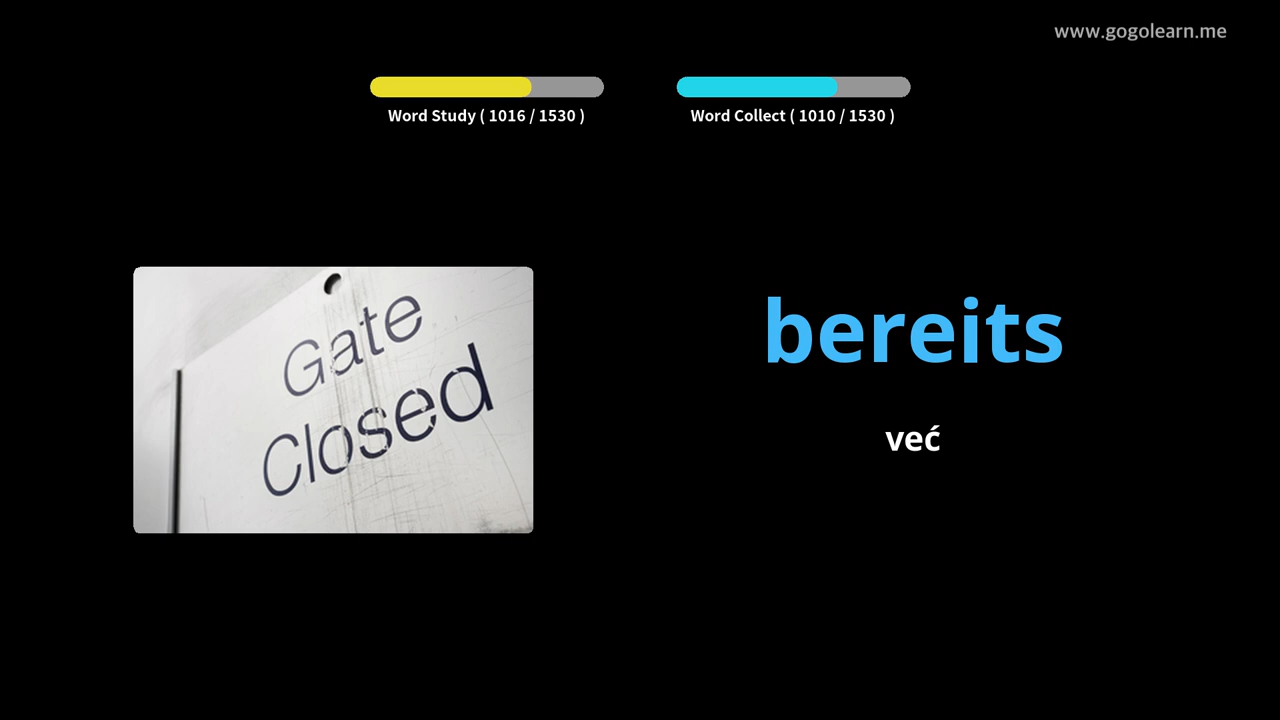 www.gogolearn.me
Word Study ( 1016 / 1530 )
Word Collect ( 1010 / 1530 )
Gate
Closed
bereits
već